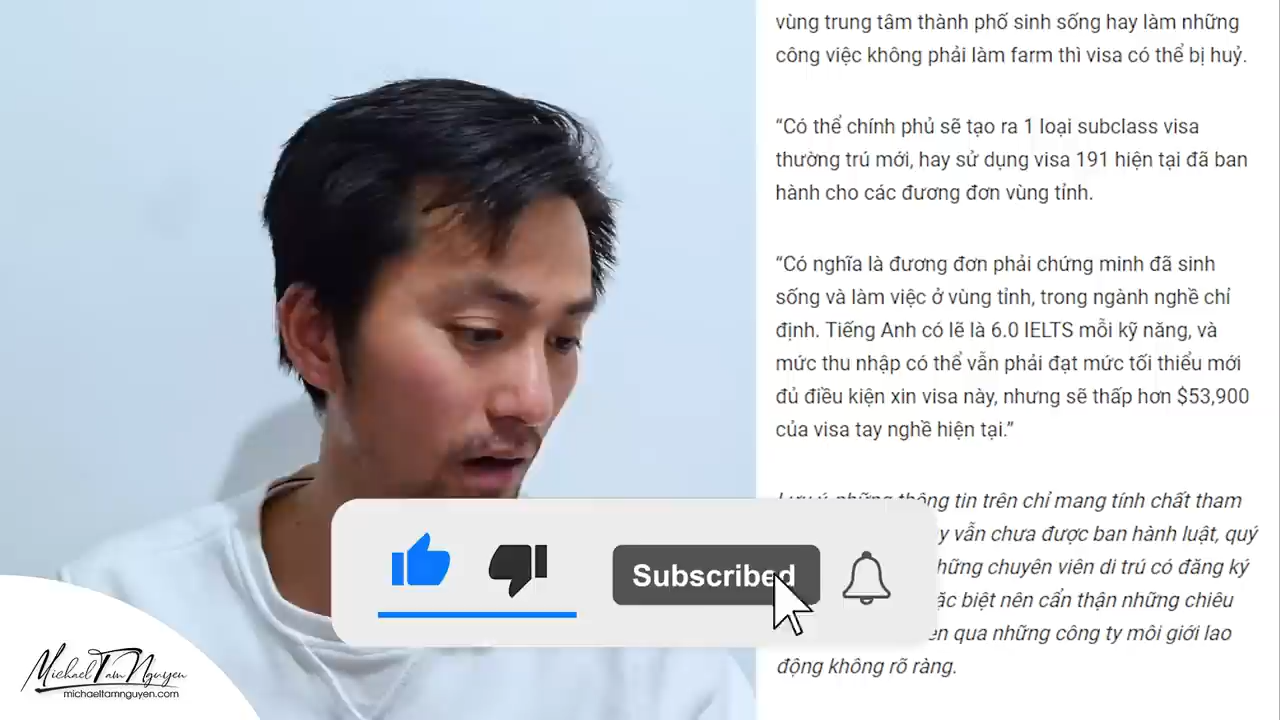 vùng trung tâm thành phố sinh sống hay làm những
công việc không phải làm farm thì visa có thể bị huỷ.
“Có thể chính phủ sẽ tạo ra 1 loại subclass visa
thường trú mới, hay sử dụng visa 191 hiện tại đã ban
hành cho các đương đơn vùng tỉnh.
“Có nghĩa là đương đơn phải chứng minh đã sinh
sống và làm việc ở vùng tỉnh, trong ngành nghề chỉ
định. Tiếng Anh có lẽ là 6.0 IELTS mỗi kỹ năng, và
mức thu nhập có thể vẫn phải đạt mức tối thiểu mới
đủ điều kiện xin visa này, nhưng sẽ thấp hơn $53,900
của visa tay nghề hiện tại.”
những thông tin trên chỉ mang tính chất tham
vẫn chưa được ban hành luật, quý
chuyên viên di trú có đăng ký
biệt nên cẩn thận những chiêu
qua những công ty môi giới lao
động không rõ ràng.
Subscribed
Michael Tam Nguyen
michaeltamnguyen.com